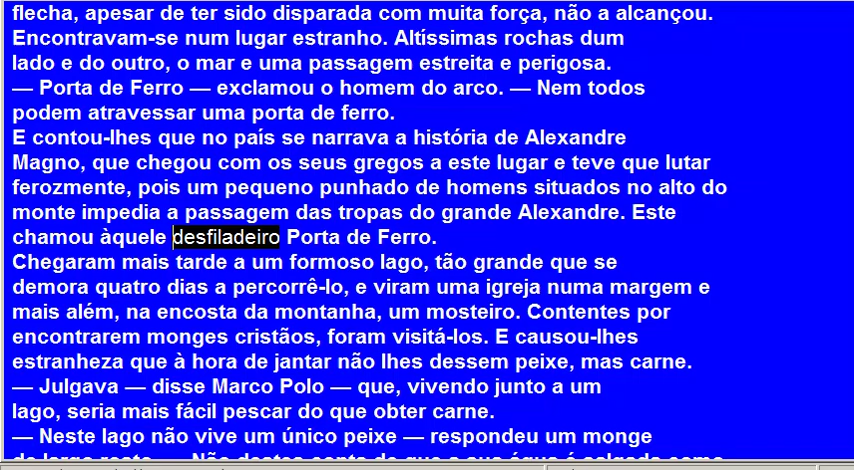 flecha, apesar de ter sido disparada com muita força, não a alcançou.
Encontravam-se num lugar estranho. Altíssimas rochas dum
lado e do outro, o mar e uma passagem estreita e perigosa.
— Porta de Ferro — exclamou o homem do arco. — Nem todos
podem atravessar uma porta de ferro.
E contou-lhes que no país se narrava a história de Alexandre
Magno, que chegou com os seus gregos a este lugar e teve que lutar
ferozmente, pois um pequeno punhado de homens situados no alto do
monte impedia a passagem das tropas do grande Alexandre. Este
chamou àquele desfiladeiro Porta de Ferro.
Chegaram mais tarde a um formoso lago, tão grande que se
demora quatro dias a percorrê-lo, e viram uma igreja numa margem e
mais além, na encosta da montanha, um mosteiro. Contentes por
encontrarem monges cristãos, foram visitá-los. E causou-lhes
estranheza que à hora de jantar não lhes dessem peixe, mas carne.
— Julgava — disse Marco Polo — que, vivendo junto a um
lago, seria mais fácil pescar do que obter carne.
— Neste lago não vive um único peixe — respondeu um monge